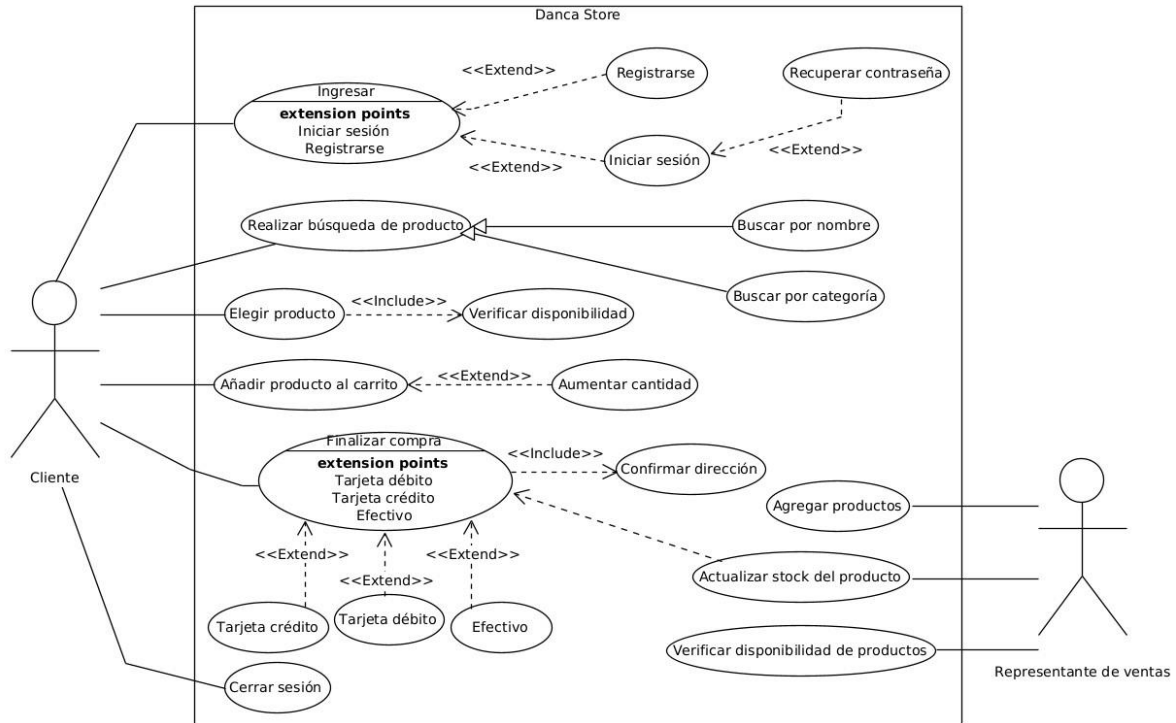 Danca Store
<<Extend>>
Registrarse
Recuperar contraseña
Ingresar
extension points
Iniciar sesión
Registrarse
<<Extend>>
Iniciar sesión
<<Extend>>
Realizar búsqueda de producto
Buscar por nombre
Buscar por categoría
Elegir producto
<<Include>>
Verificar disponibilidad
Añadir producto al carrito
<<Extend>>
Aumentar cantidad
Cliente
Finalizar compra
extension points
Tarjeta débito
Tarjeta crédito
Efectivo
<<Include>>
Confirmar dirección
Agregar productos
<<Extend>>
<<Extend>>
<<Extend>>
Actualizar stock del producto
Tarjeta crédito
Tarjeta débito
Efectivo
Verificar disponibilidad de productos
Representante de ventas
Cerrar sesión